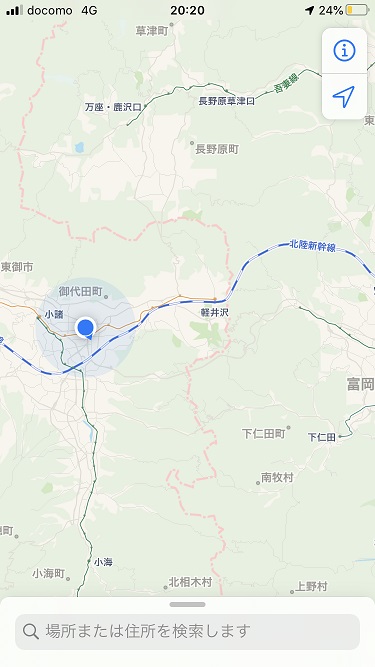 docomo 4G 20:20 24%
草津町
吾妻線
万座・鹿沢口
長野原草津口
長野原町
北陸新幹線
東御市
御代田町
小諸
軽井沢
富岡
下仁田町
下仁田
南牧村
小海
小海町
北相木村
上野村
場所または住所を検索します